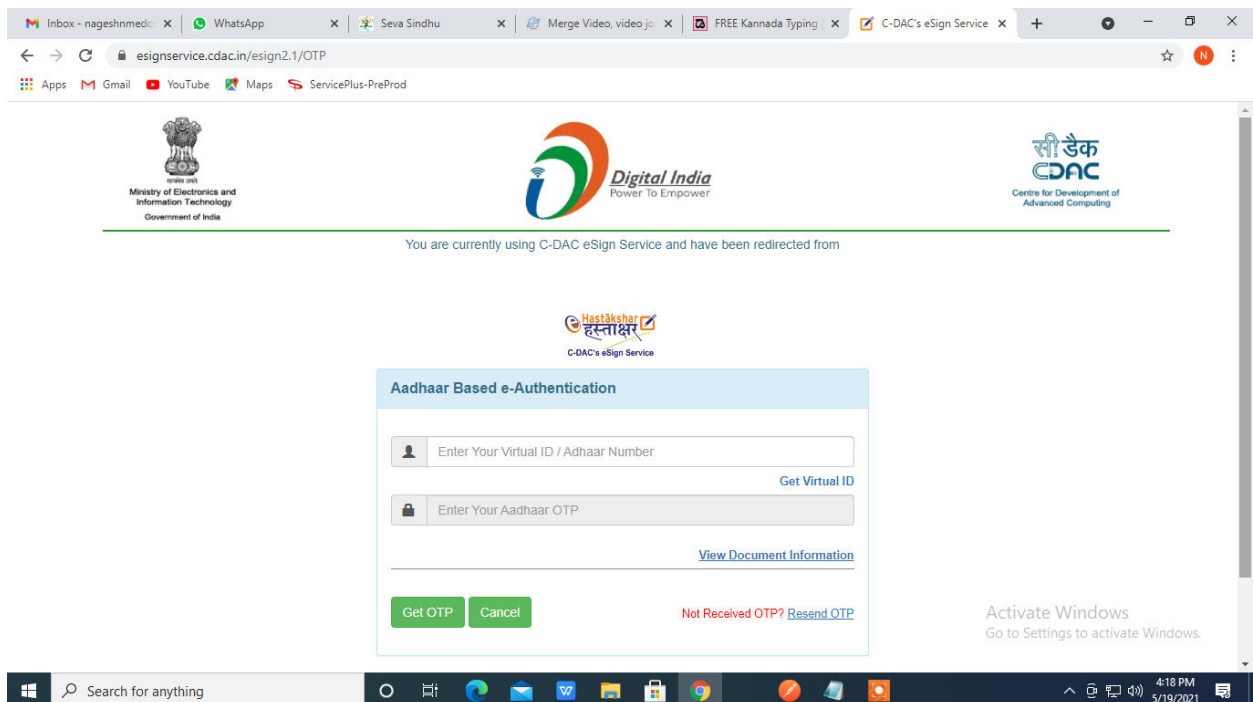 Inbox - nageshnmedc
WhatsApp
Seva Sindhu
Merge Video, video jo
FREE Kannada Typing
C-DAC's eSign Service
esignservice.cdac.in/esign2.1/OTP
N
Apps
Gmail
YouTube
Maps
ServicePlus-PreProd
सत्यमेव जयते
Ministry of Electronics and
Information Technology
Government of India
Digital India
Power To Empower
सी डैक
CDAC
Centre for Development of
Advanced Computing
You are currently using C-DAC eSign Service and have been redirected from
e Hastākshar
हस्ताक्षर
C-DAC's eSign Service
Aadhaar Based e-Authentication
Enter Your Virtual ID / Adhaar Number
Get Virtual ID
Enter Your Aadhaar OTP
View Document Information
Get OTP
Cancel
Not Received OTP? Resend OTP
Activate Windows
Go to Settings to activate Windows.
Search for anything
4:18 PM
5/19/2021